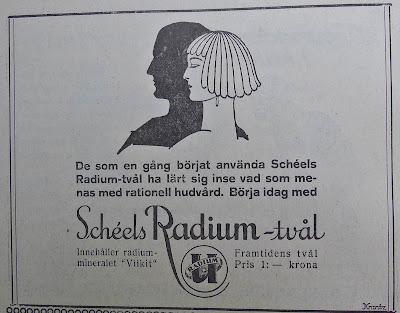 De som en gång börjat använda Schéels
Radium-tvål ha lärt sig inse vad som me-
nas med rationell hudvård. Börja idag med
Schéels Radium-tvål
Innehåller radium-
mineralet "Viikit"
RADIUM
U
Framtidens tvål
Pris 1:— krona